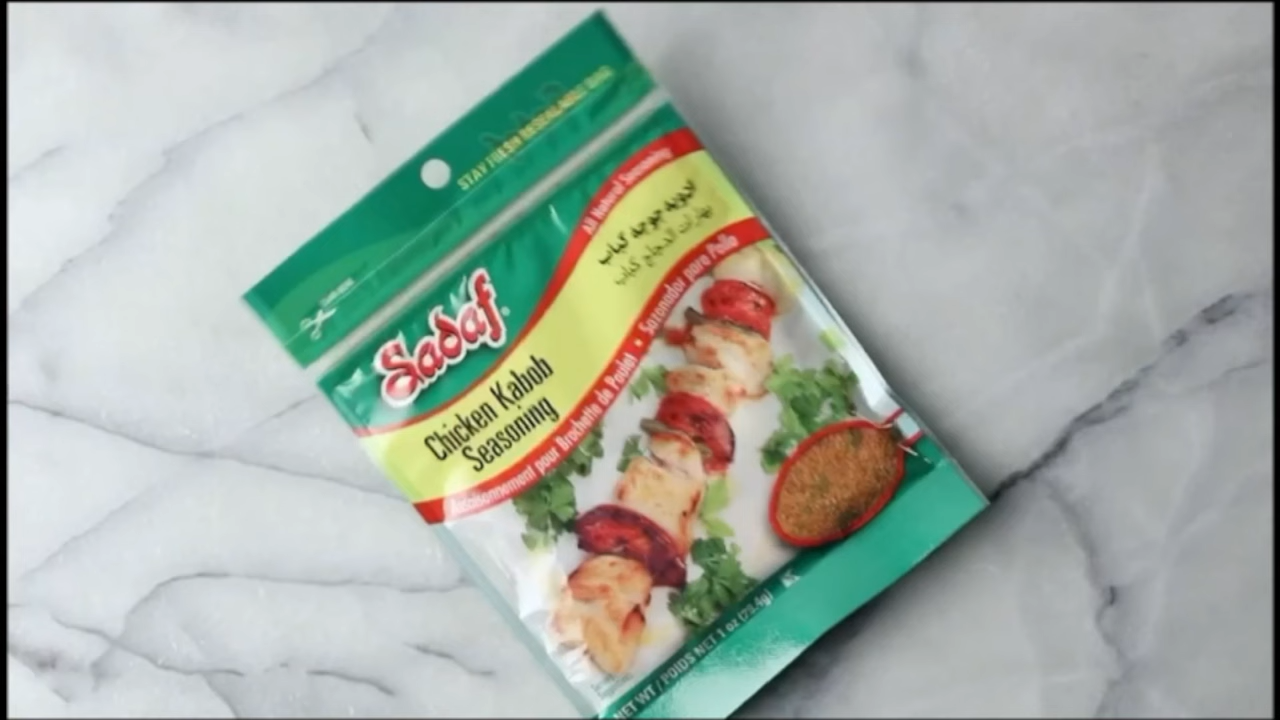 STAY FRESH RESEALABLE BAG
Sadaf®
All Natural Seasoning
ادویه جوجه کباب
بهارات الدجاج كباب
Chicken Kabob
Seasoning
Assaisonnement pour Brochette de Poulet • Sazonador para Pollo
NET WT / POIDS NET 1 oz (28.4g)